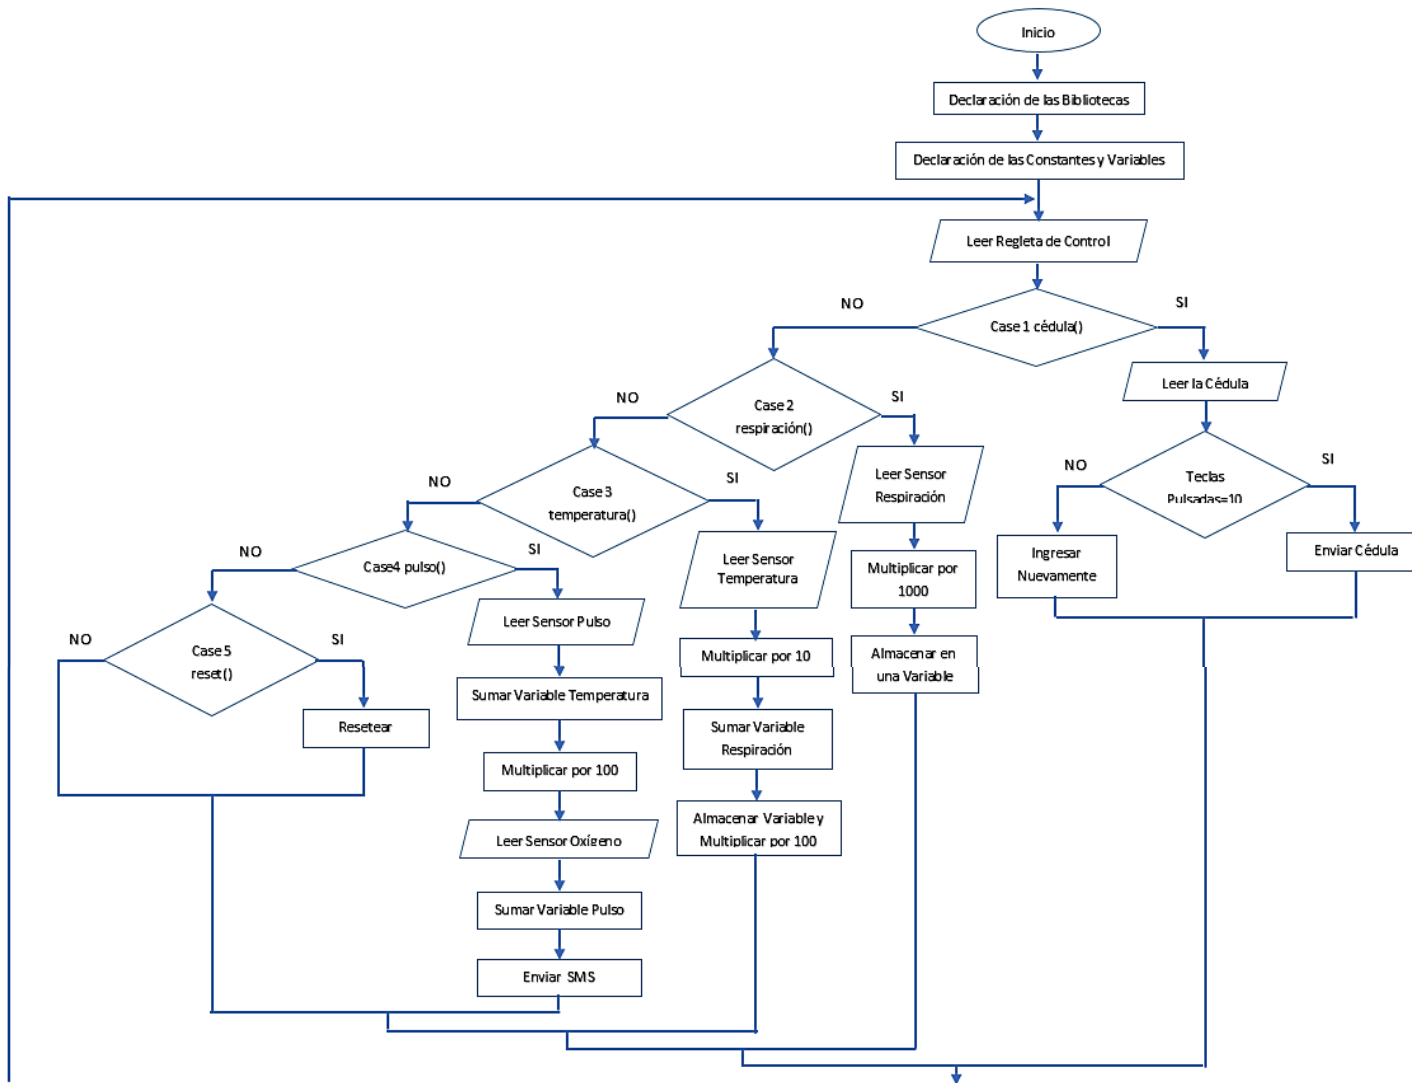 Inicio
Declaración de las Bibliotecas
Declaración de las Constantes y Variables
Leer Regleta de Control
NO
SI
Case 1 cédula()
Leer la Cédula
NO
SI
Case 2
respiración()
NO
SI
Teclas
Pulsadas=10
NO
SI
Case 3
temperatura()
Leer Sensor
Respiración
Ingresar
Nuevamente
Enviar Cédula
NO
SI
Case4 pulso()
Leer Sensor
Temperatura
Multiplicar por
1000
NO
SI
Case 5
reset()
Leer Sensor Pulso
Multiplicar por 10
Almacenar en
una Variable
Resetear
Sumar Variable Temperatura
Sumar Variable
Respiración
Multiplicar por 100
Almacenar Variable y
Multiplicar por 100
Leer Sensor Oxígeno
Sumar Variable Pulso
Enviar SMS